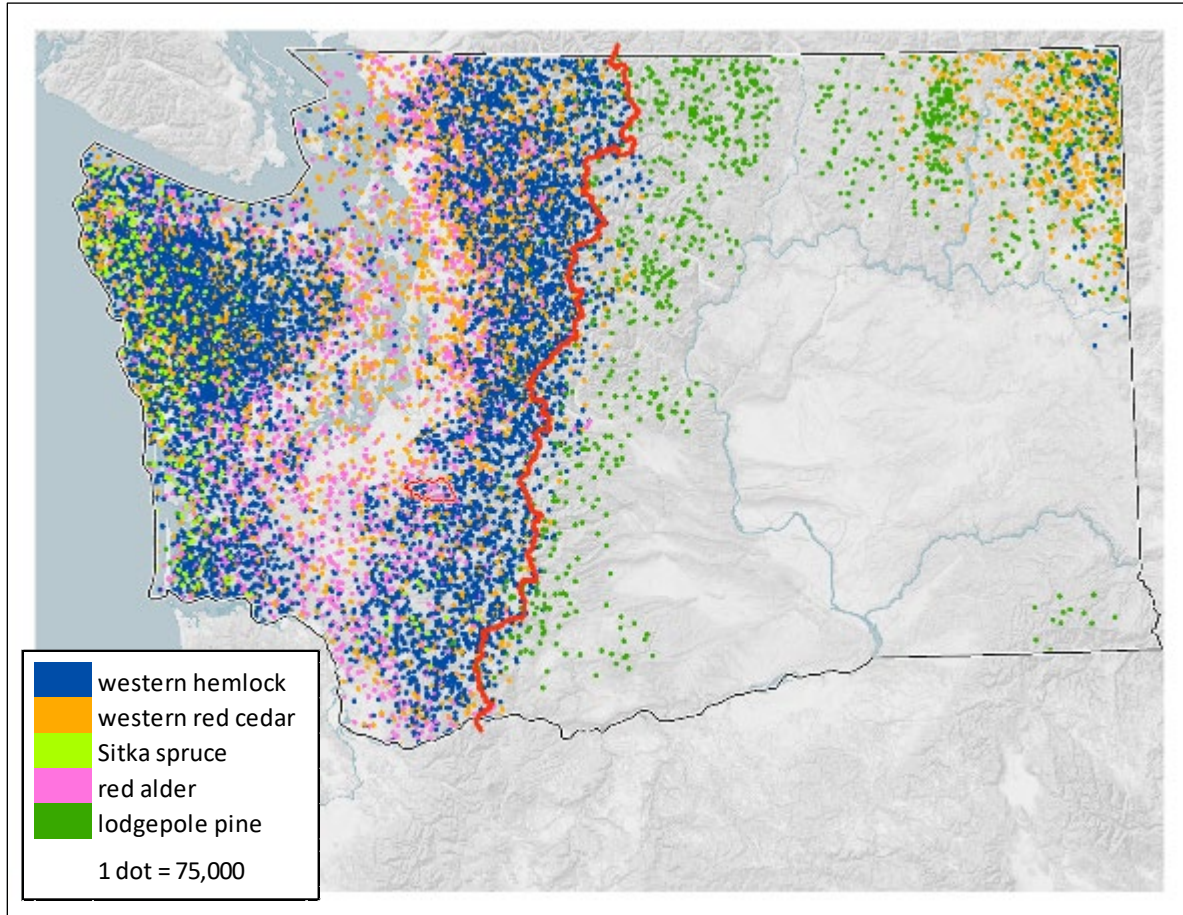 western hemlock
western red cedar
Sitka spruce
red alder
lodgepole pine
1 dot = 75,000